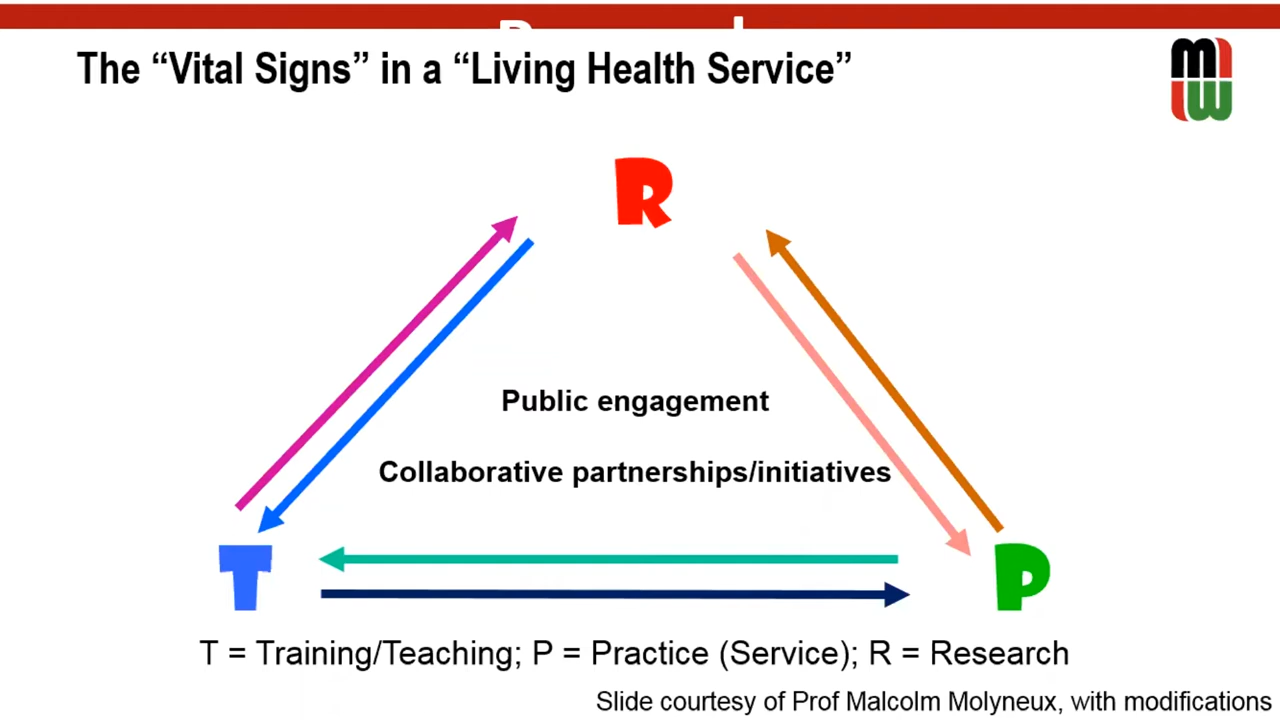 The “Vital Signs” in a “Living Health Service”
R
Public engagement
Collaborative partnerships/initiatives
T
P
T = Training/Teaching; P = Practice (Service); R = Research
Slide courtesy of Prof Malcolm Molyneux, with modifications